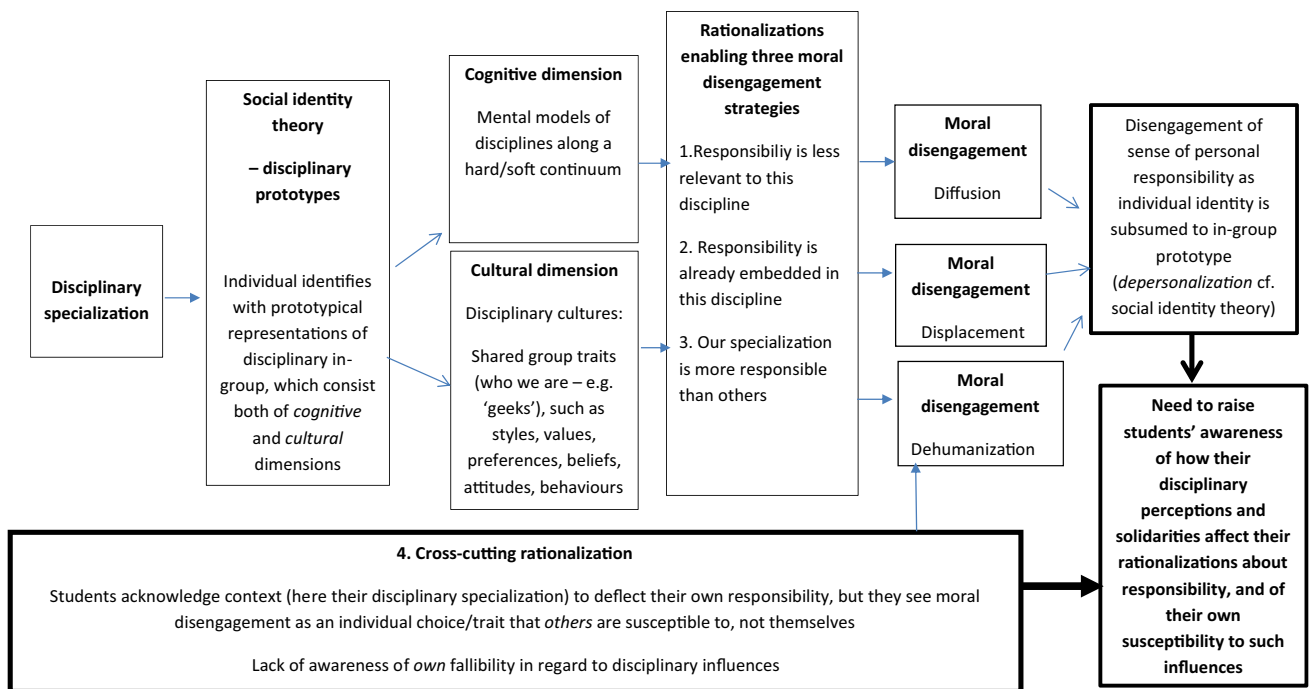 Disciplinary
specialization
Social identity
theory
– disciplinary
prototypes
Individual identifies
with prototypical
representations of
disciplinary in-
group, which consist
both of cognitive
and cultural
dimensions
Cognitive dimension
Mental models of
disciplines along a
hard/soft continuum
Cultural dimension
Disciplinary cultures:
Shared group traits
(who we are – e.g.
‘geeks’), such as
styles, values,
preferences, beliefs,
attitudes, behaviours
Rationalizations
enabling three moral
disengagement
strategies
1.Responsibiliy is less
relevant to this
discipline
2. Responsibility is
already embedded in
this discipline
3. Our specialization
is more responsible
than others
Moral
disengagement
Diffusion
Moral
disengagement
Displacement
Moral
disengagement
Dehumanization
Disengagement of
sense of personal
responsibility as
individual identity is
subsumed to in-group
prototype
(depersonalization cf.
social identity theory)
Need to raise
students’ awareness
of how their
disciplinary
perceptions and
solidarities affect their
rationalizations about
responsibility, and of
their own
susceptibility to such
influences
4. Cross-cutting rationalization
Students acknowledge context (here their disciplinary specialization) to deflect their own responsibility, but they see moral
disengagement as an individual choice/trait that others are susceptible to, not themselves
Lack of awareness of own fallibility in regard to disciplinary influences